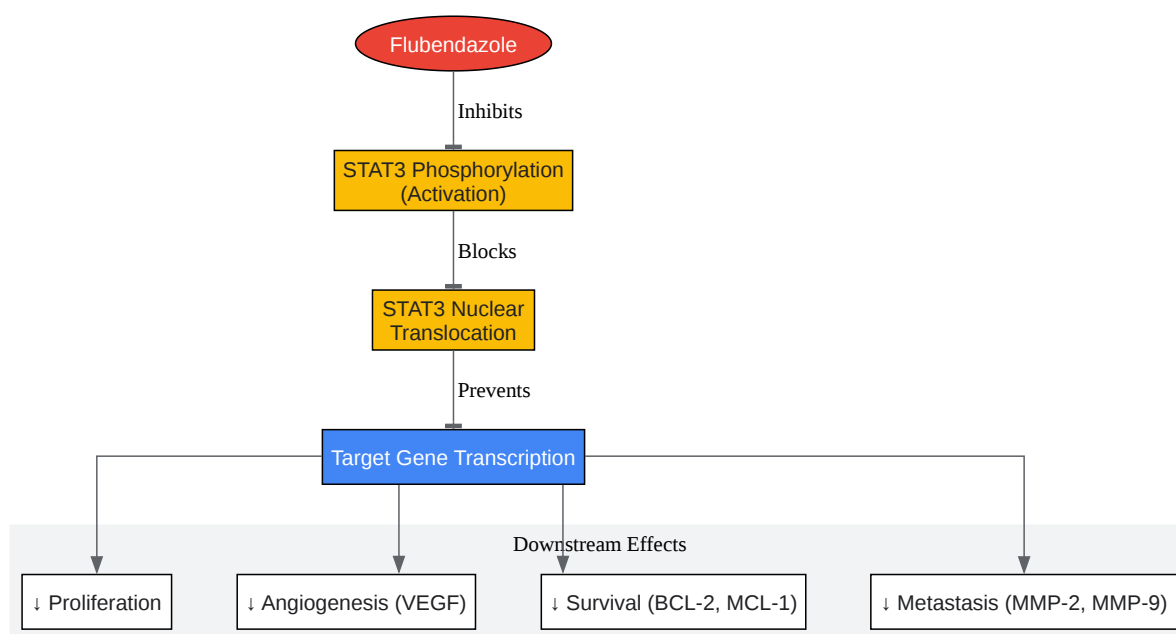 Flubendazole
Inhibits
STAT3 Phosphorylation
(Activation)
Blocks
STAT3 Nuclear
Translocation
Prevents
Target Gene Transcription
Downstream Effects
↓ Proliferation
↓ Angiogenesis (VEGF)
↓ Survival (BCL-2, MCL-1)
↓ Metastasis (MMP-2, MMP-9)